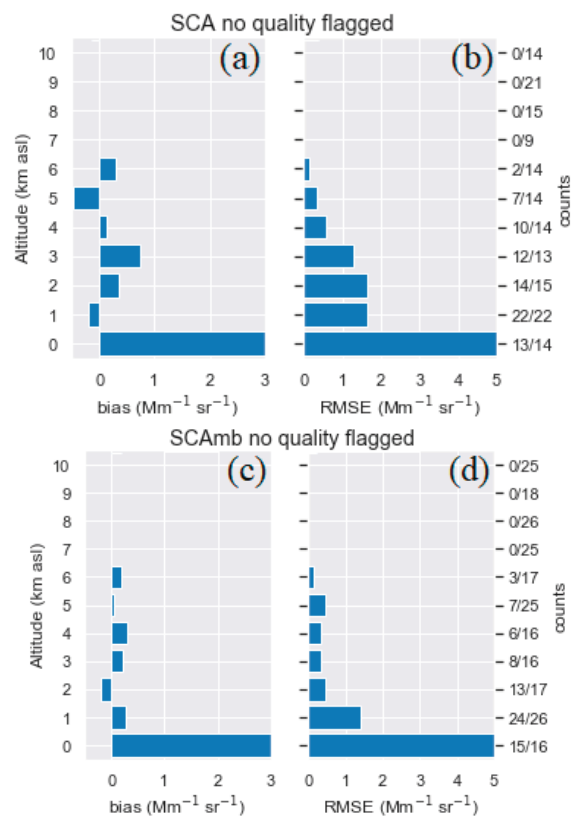 SCA no quality flagged
(a)
(b)
Altitude (km asl)
10
9
8
7
6
5
4
3
2
1
0
0/14
0/21
0/15
0/9
2/14
7/14
10/14
12/13
14/15
22/22
13/14
counts
0 1 2 3
0 1 2 3 4 5
bias (Mm⁻¹ sr⁻¹)
RMSE (Mm⁻¹ sr⁻¹)
SCAmb no quality flagged
(c)
(d)
Altitude (km asl)
10
9
8
7
6
5
4
3
2
1
0
0/25
0/18
0/26
0/25
3/17
7/25
6/16
8/16
13/17
24/26
15/16
counts
0 1 2 3
0 1 2 3 4 5
bias (Mm⁻¹ sr⁻¹)
RMSE (Mm⁻¹ sr⁻¹)